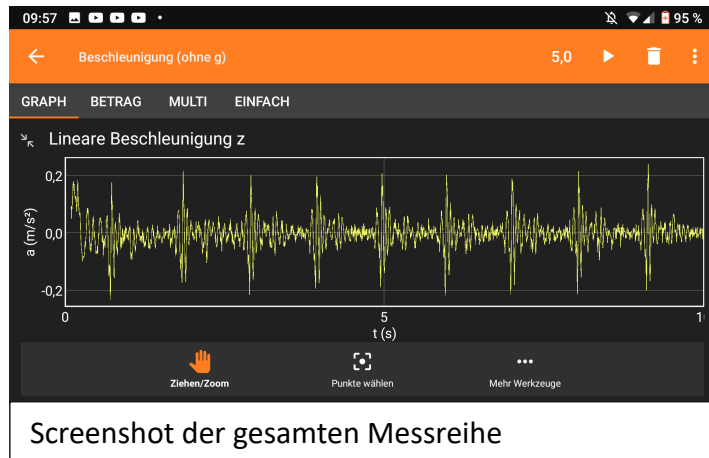 09:57 95 %
Beschleunigung (ohne g) 5,0
GRAPH BETRAG MULTI EINFACH
Lineare Beschleunigung z
0,2
0,0
-0,2
a (m/s²)
0 5 1
t (s)
Ziehen/Zoom Punkte wählen Mehr Werkzeuge
Screenshot der gesamten Messreihe